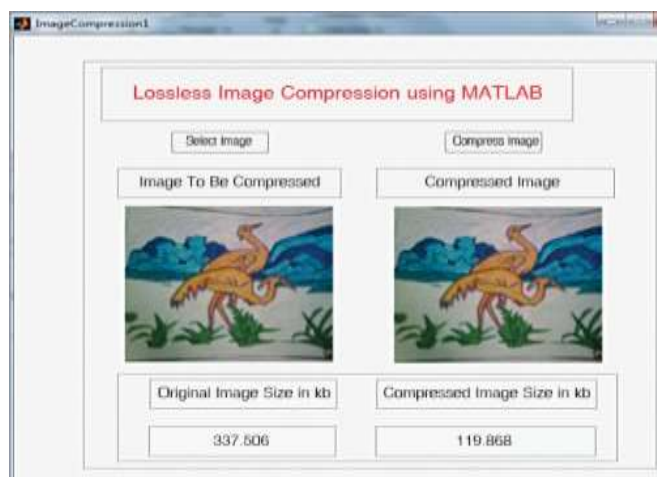 ImageCompression1
Lossless Image Compression using MATLAB
Select Image
Compress Image
Image To Be Compressed
Compressed Image
Original Image Size in kb
Compressed Image Size in kb
337.506
119.868